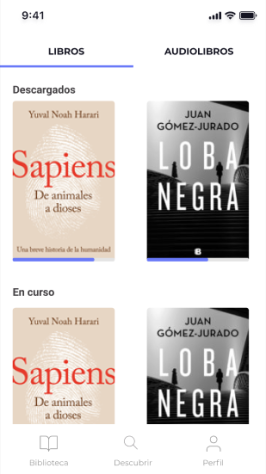 9:41
LIBROS
AUDIOLIBROS
Descargados
Yuval Noah Harari
Sapiens
De animales
a dioses
Una breve historia de la humanidad
JUAN
GÓMEZ-JURADO
LOBA
NEGRA
B
En curso
Yuval Noah Harari
Sapiens
De animales
a dioses
JUAN
GÓMEZ-JURADO
LOBA
NEGRA
Biblioteca
Descubrir
Perfil